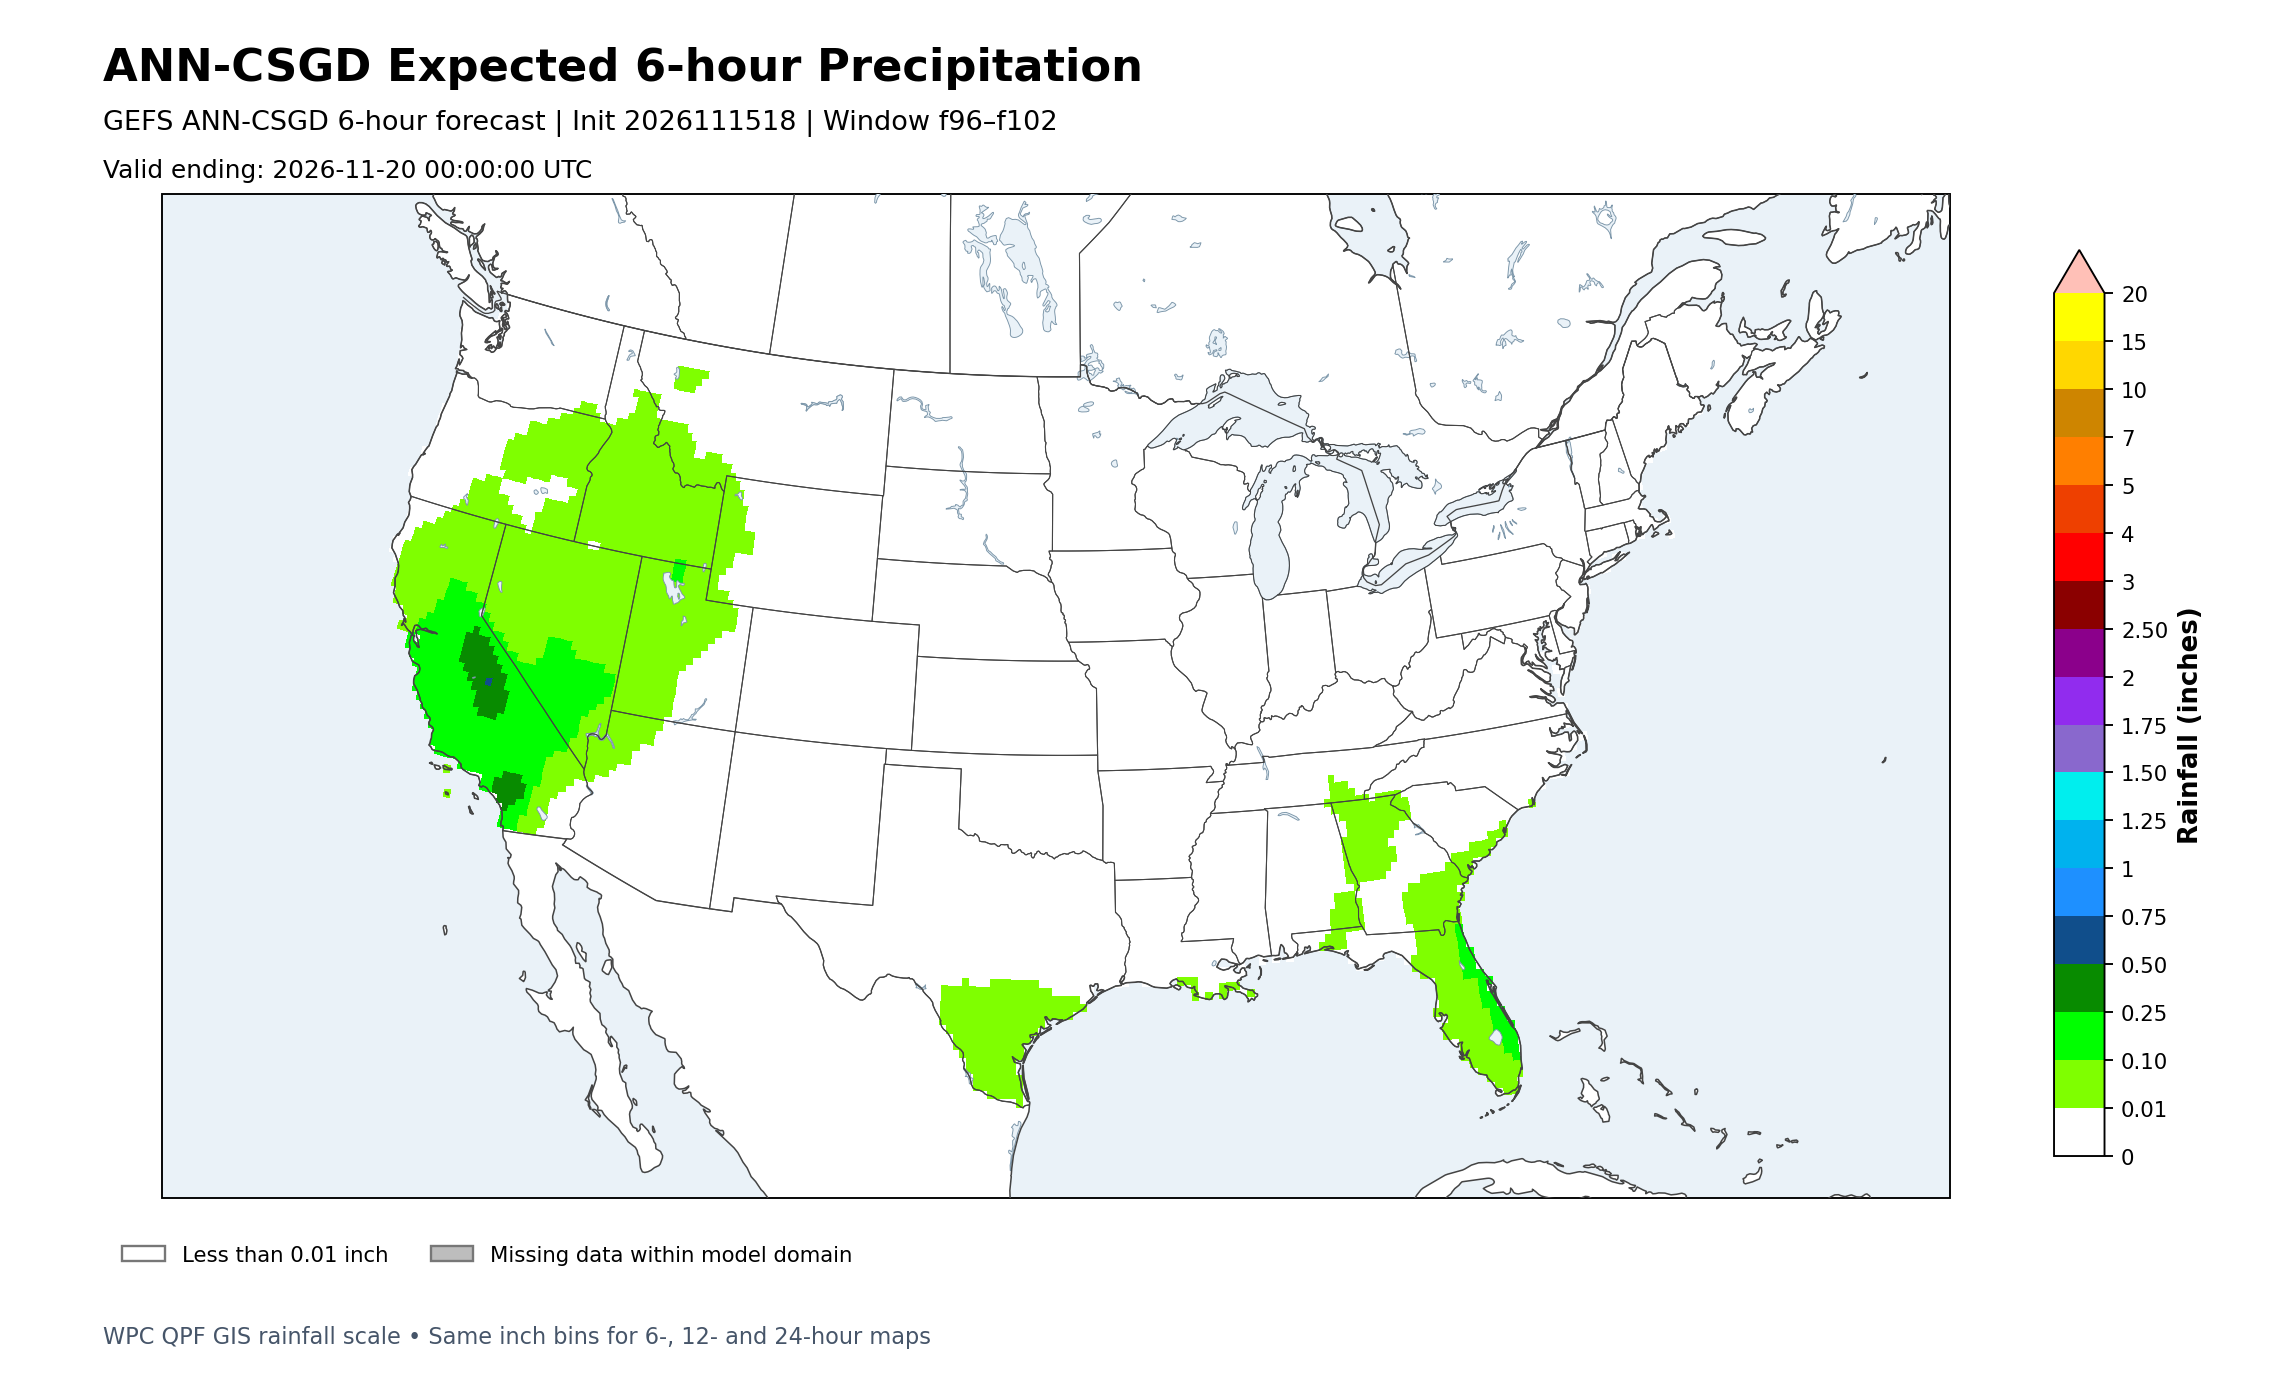 ANN-CSGD Expected 6-hour Precipitation
GEFS ANN-CSGD 6-hour forecast | Init 2026111518 | Window f96–f102
Valid ending: 2026-11-20 00:00:00 UTC
20
15
10
7
5
4
3
2.50
2
1.75
1.50
1.25
1
0.75
0.50
0.25
0.10
0.01
0
Rainfall (inches)
Less than 0.01 inch
Missing data within model domain
WPC QPF GIS rainfall scale • Same inch bins for 6-, 12- and 24-hour maps